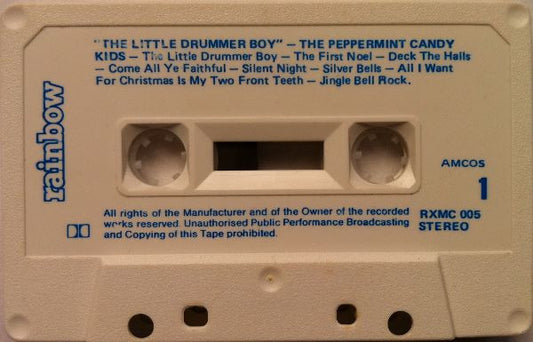 "THE LITTLE DRUMMER BOY" — THE PEPPERMINT CANDY
KIDS — The Little Drummer Boy — The First Noel — Deck The Halls
— Come All Ye Faithful — Silent Night — Silver Bells — All I Want
For Christmas Is My Two Front Teeth — Jingle Bell Rock.
rainbow
AMCOS
1
All rights of the Manufacturer and of the Owner of the recorded
works reserved. Unauthorised Public Performance Broadcasting
and Copying of this Tape prohibited.
RXMC 005
STEREO